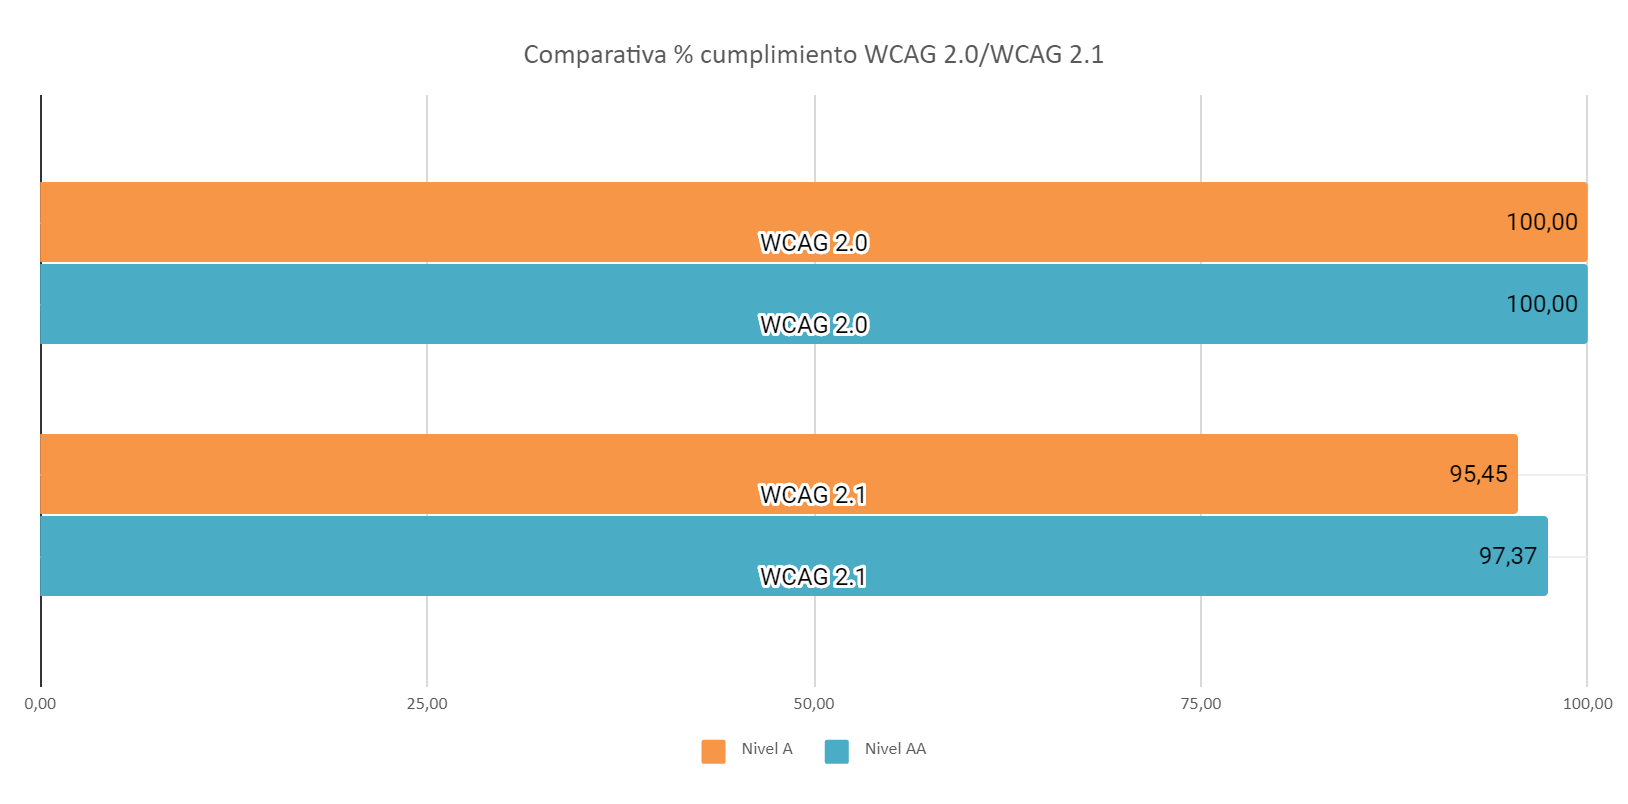 Comparativa % cumplimiento WCAG 2.0/WCAG 2.1
100,00
WCAG 2.0
100,00
WCAG 2.0
95,45
WCAG 2.1
97,37
WCAG 2.1
0,00 25,00 50,00 75,00 100,00
Nivel A Nivel AA